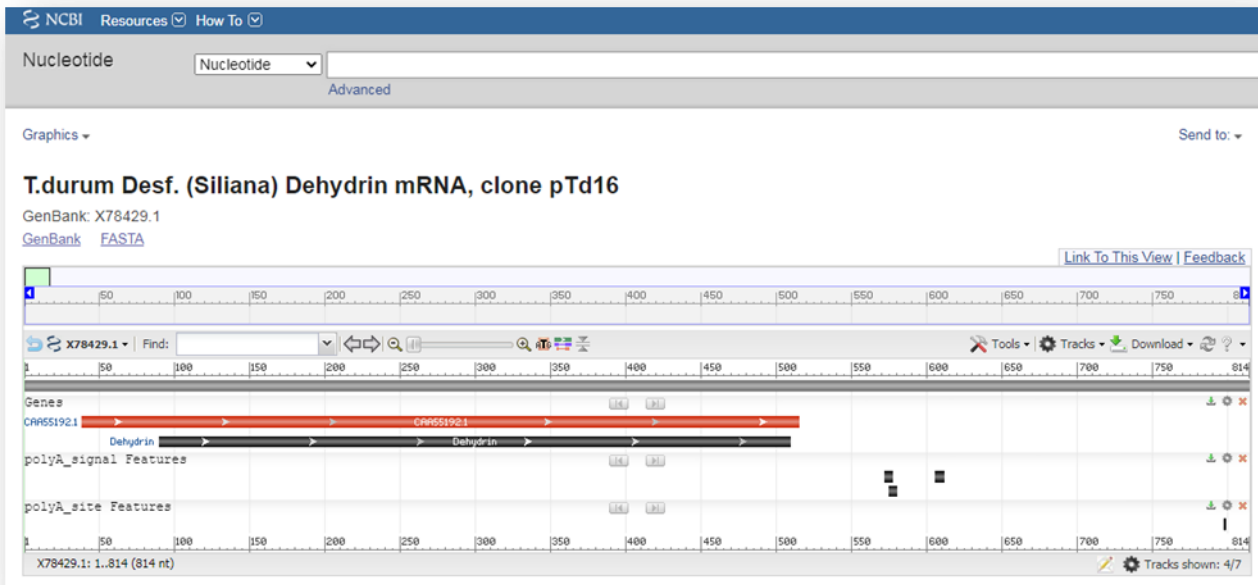 NCBI Resources How To
Nucleotide Nucleotide
Advanced
Graphics Send to:
T.durum Desf. (Siliana) Dehydrin mRNA, clone pTd16
GenBank: X78429.1
GenBank FASTA
Link To This View | Feedback
50 100 150 200 250 300 350 400 450 500 550 600 650 700 750 8
X78429.1 Find: Tools Tracks Download ?
1 50 100 150 200 250 300 350 400 450 500 550 600 650 700 750 814
Genes
CAA55192.1 CAA55192.1
Dehydrin Dehydrin
polyA_signal Features
polyA_site Features
1 50 100 150 200 250 300 350 400 450 500 550 600 650 700 750 814
X78429.1: 1..814 (814 nt) Tracks shown: 4/7